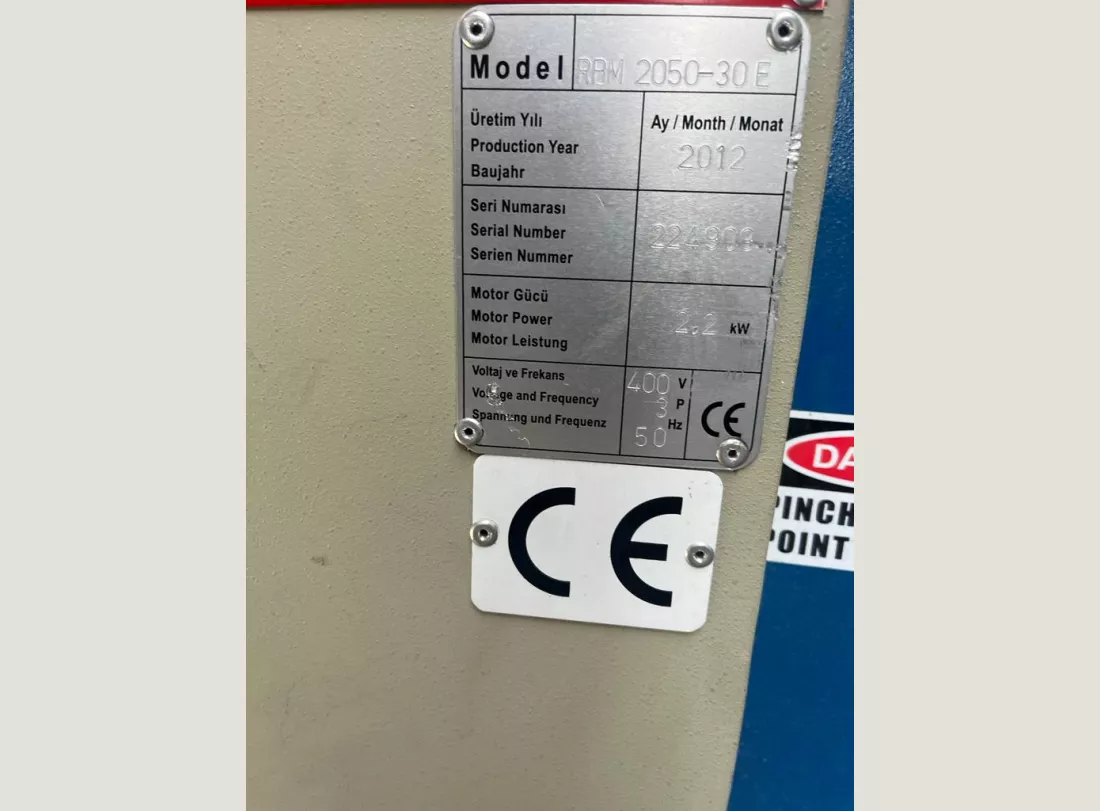 Model RBM 2050-30 E
Üretim Yılı
Production Year
Baujahr
Ay / Month / Monat
2012
Seri Numarası
Serial Number
Serien Nummer
Motor Gücü
Motor Power
Motor Leistung
2,2 kW
Voltaj ve Frekans
Voltage and Frequency
Spannung und Frequenz
400 V
3 P
50 Hz
CE
CE
DA
PINCH
POINT